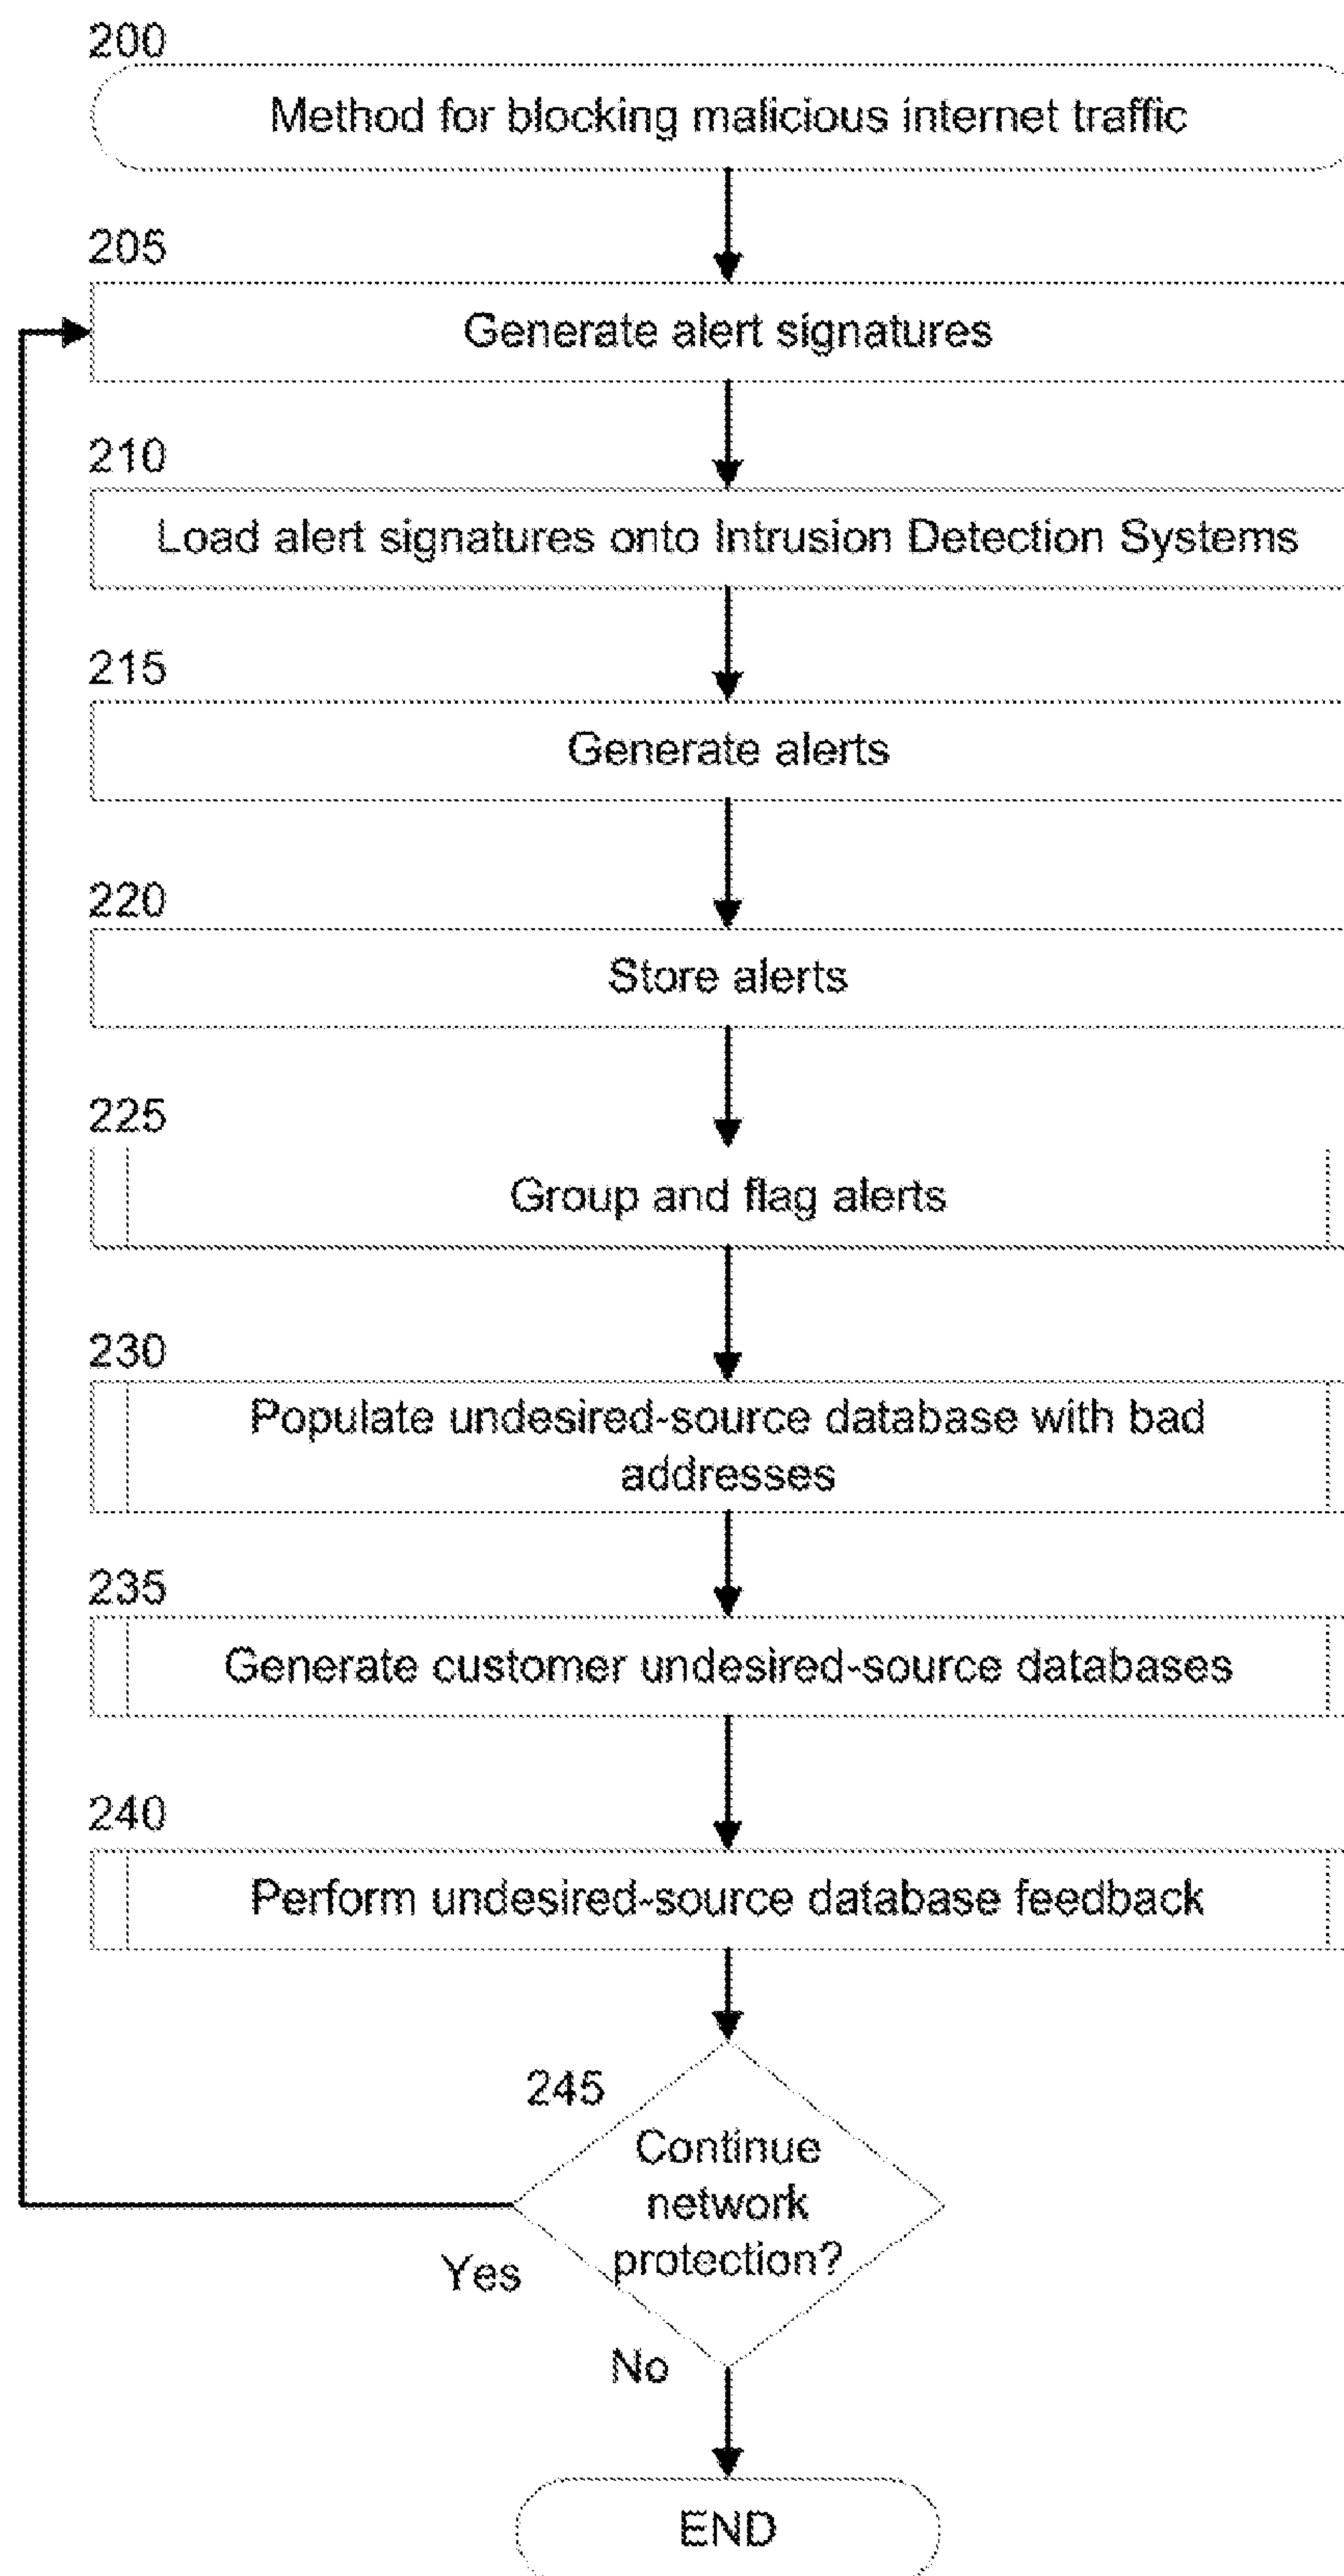 200
Method for blocking malicious internet traffic
205
Generate alert signatures
210
Load alert signatures onto Intrusion Detection Systems
215
Generate alerts
220
Store alerts
225
Group and flag alerts
230
Populate undesired-source database with bad
addresses
235
Generate customer undesired-source databases
240
Perform undesired-source database feedback
245
Continue
network
protection?
Yes
No
END